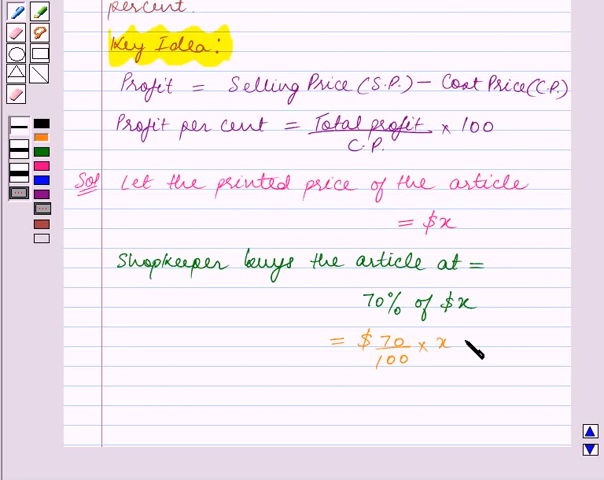 percent.
Key Idea:
Profit = Selling Price (S.P.) - Cost Price (C.P.)
Profit per cent = Total profit / C.P. × 100
Sol Let the printed price of the article
= $x
Shopkeeper buys the article at =
70% of $x
= $ 70/100 × x